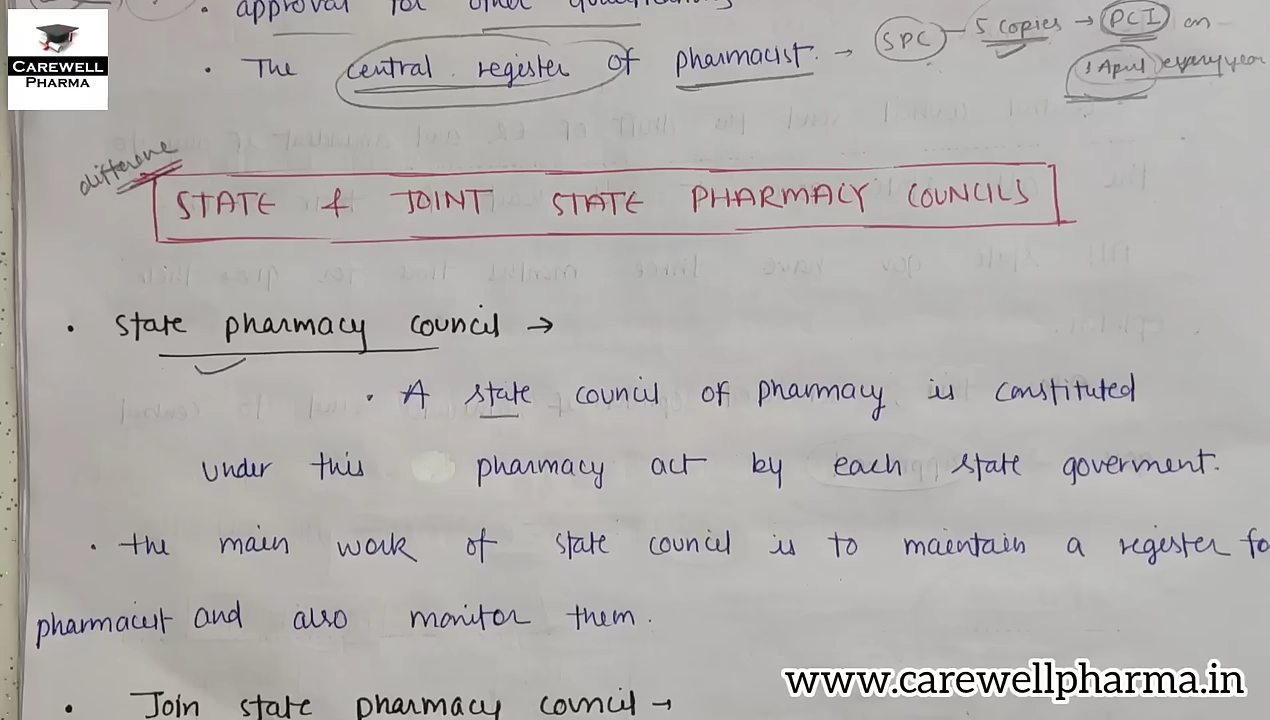 approval for other
CAREWELL
PHARMA
• The central register of pharmacist. → SPC – 5 copies → PCI on
1 April every year
difference
STATE & JOINT STATE PHARMACY COUNCILS
• state pharmacy council →
• A state council of pharmacy is constituted
under this pharmacy act by each state goverment.
• the main work of state council is to maintain a register fo
pharmacist and also monitor them.
• Join state pharmacy council →
www.carewellpharma.in